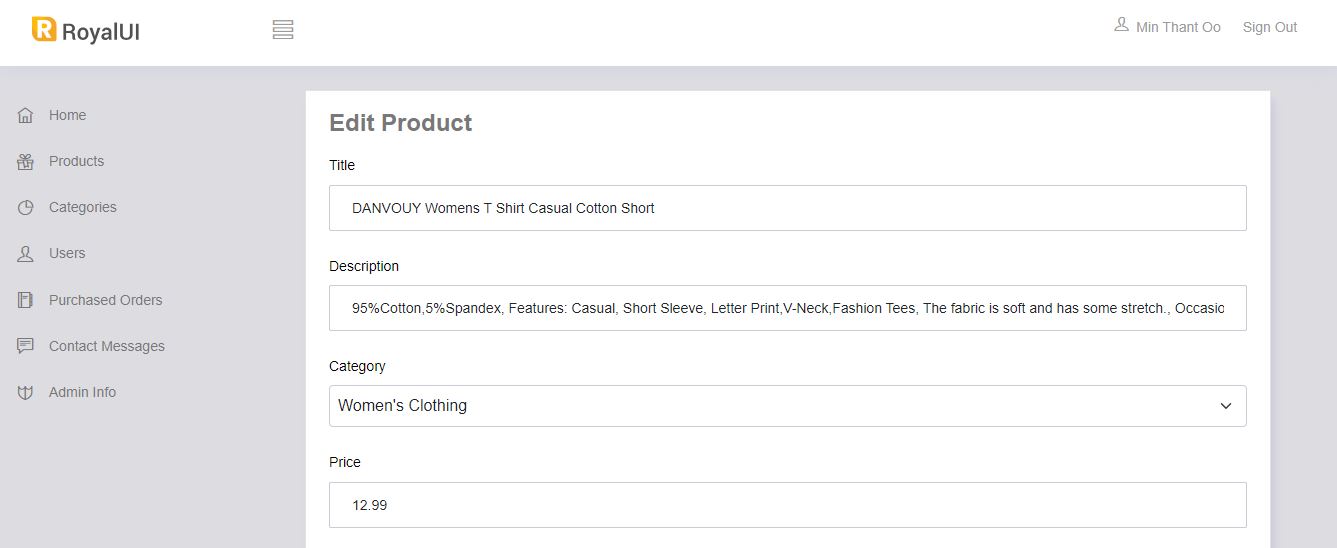 RoyalUI
Min Thant Oo
Sign Out
Home
Products
Categories
Users
Purchased Orders
Contact Messages
Admin Info
Edit Product
Title
DANVOUY Womens T Shirt Casual Cotton Short
Description
95%Cotton,5%Spandex, Features: Casual, Short Sleeve, Letter Print,V-Neck,Fashion Tees, The fabric is soft and has some stretch., Occasio
Category
Women's Clothing
Price
12.99